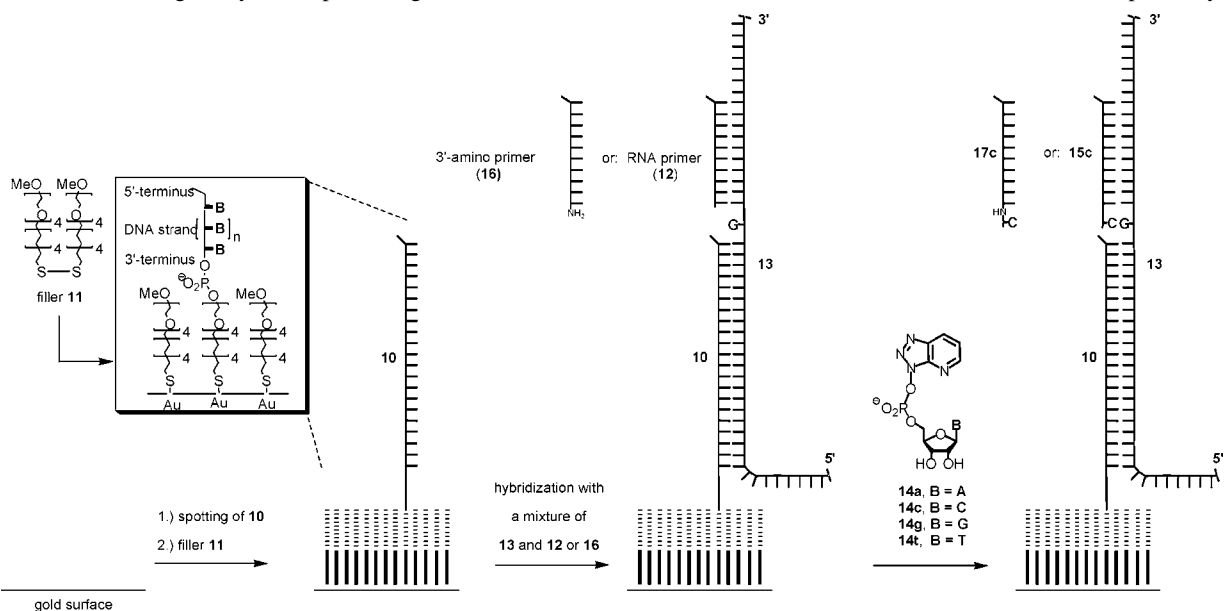 3'
3'
3'-amino primer
(16)
or: RNA primer
(12)
17c
or: 15c
NH2
G
HN
C
CG
MeO MeO
O O
4 4
4 4
S S
filler 11
5'-terminus
B
DNA strand
B
n
B
3'-terminus
O
⊖O2P
O
MeO MeO
O O O
4 4 4
4 4 4
S S S
Au Au Au
10
13
10
13
10
N
N
N
N
O
⊖O2P
O
O
B
HO OH
5'
5'
14a, B = A
14c, B = C
14g, B = G
14t, B = T
1.) spotting of 10
2.) filler 11
hybridization with
a mixture of
13 and 12 or 16
gold surface